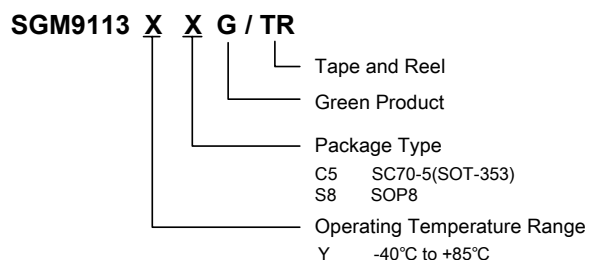 SGM9113 X X G / TR
Tape and Reel
Green Product
Package Type
C5 SC70-5(SOT-353)
S8 SOP8
Operating Temperature Range
Y -40℃ to +85℃